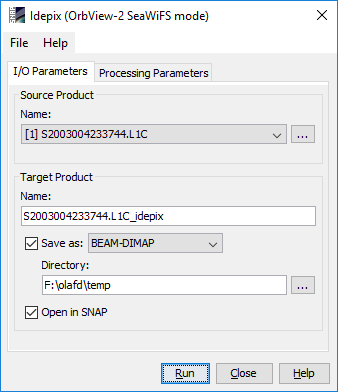 Idepix (OrbView-2 SeaWiFS mode)
File Help
I/O Parameters Processing Parameters
Source Product
Name:
[1] S2003004233744.L1C ...
Target Product
Name:
S2003004233744.L1C_idepix
Save as: BEAM-DIMAP
Directory:
F:\olafd\temp ...
Open in SNAP
Run Close Help